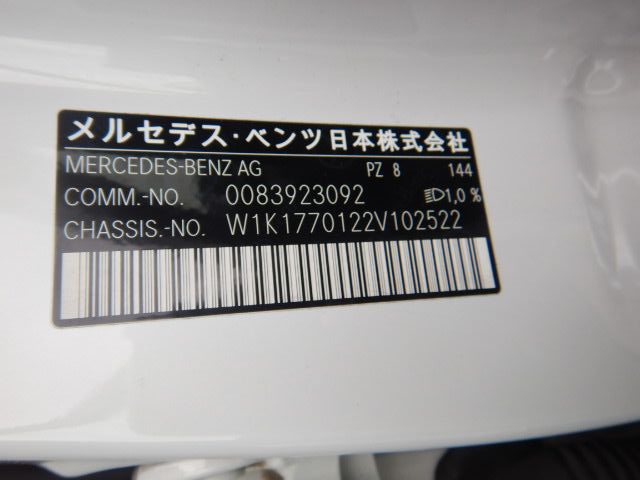 メルセデス・ベンツ日本株式会社
MERCEDES-BENZ AG PZ 8 144
COMM.-NO. 0083923092 1,0 %
CHASSIS.-NO. W1K1770122V102522